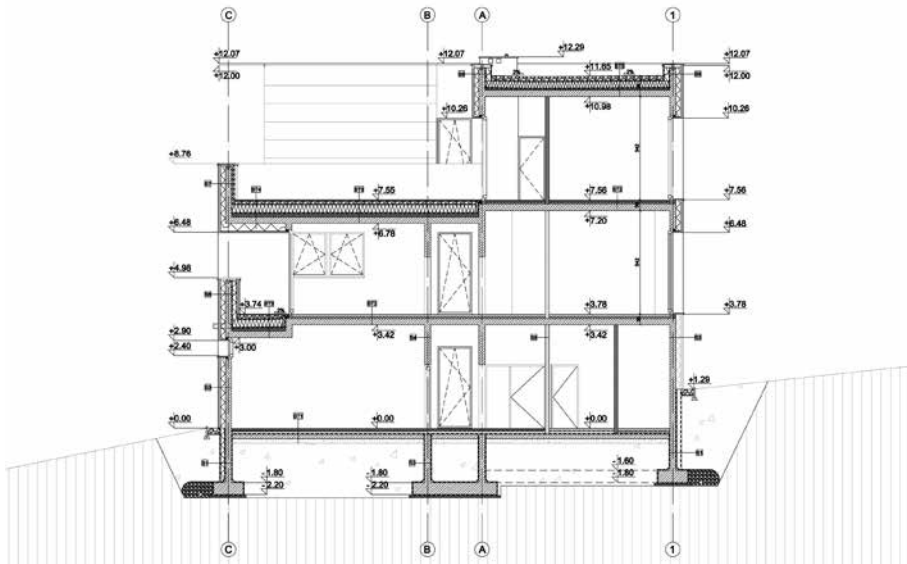 C B A 1
+12.29
+12.07 +12.07 +12.07
+12.00 +11.65 +12.00
+10.98
+10.26 +10.26
+8.76
+7.55 +7.56 +7.56
+7.20
+6.48 +6.78 +6.48
+4.98
+3.74 +3.78 +3.78
+3.42 +3.42
+2.90
+3.00
+2.40
+1.29
+0.00 +0.00 +0.00
1.60
1.80 1.80 1.80
2.20 2.20
C B A 1